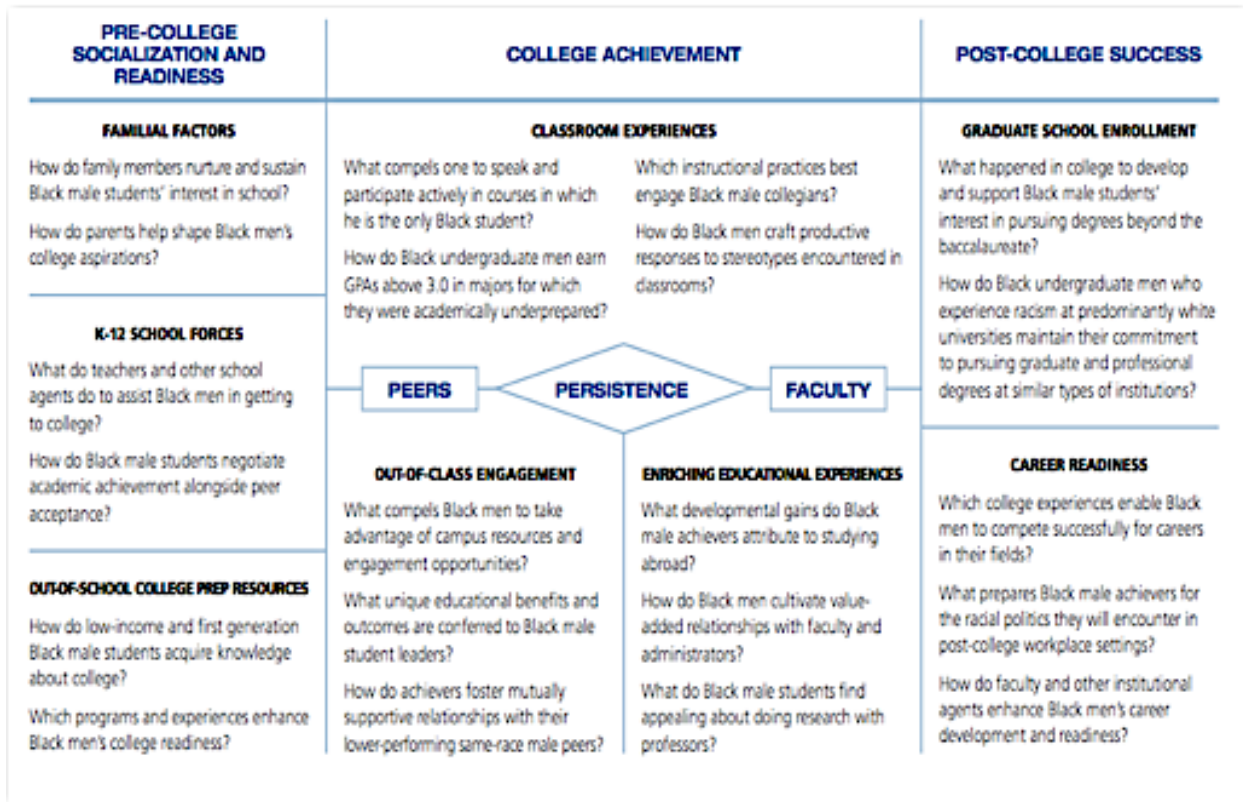 PRE-COLLEGE
SOCIALIZATION AND
READINESS
FAMILIAL FACTORS
How do family members nurture and sustain
Black male students' interest in school?
How do parents help shape Black men's
college aspirations?
K-12 SCHOOL FORCES
What do teachers and other school
agents do to assist Black men in getting
to college?
How do Black male students negotiate
academic achievement alongside peer
acceptance?
OUT-OF-SCHOOL COLLEGE PREP RESOURCES
How do low-income and first generation
Black male students acquire knowledge
about college?
Which programs and experiences enhance
Black men's college readiness?
COLLEGE ACHIEVEMENT
CLASSROOM EXPERIENCES
What compels one to speak and
participate actively in courses in which
he is the only Black student?
How do Black undergraduate men earn
GPAs above 3.0 in majors for which
they were academically underprepared?
Which instructional practices best
engage Black male collegians?
How do Black men craft productive
responses to stereotypes encountered in
classrooms?
PEERS
PERSISTENCE
FACULTY
OUT-OF-CLASS ENGAGEMENT
What compels Black men to take
advantage of campus resources and
engagement opportunities?
What unique educational benefits and
outcomes are conferred to Black male
student leaders?
How do achievers foster mutually
supportive relationships with their
lower-performing same-race male peers?
ENRICHING EDUCATIONAL EXPERIENCES
What developmental gains do Black
male achievers attribute to studying
abroad?
How do Black men cultivate value-
added relationships with faculty and
administrators?
What do Black male students find
appealing about doing research with
professors?
POST-COLLEGE SUCCESS
GRADUATE SCHOOL ENROLLMENT
What happened in college to develop
and support Black male students'
interest in pursuing degrees beyond the
baccalaureate?
How do Black undergraduate men who
experience racism at predominantly white
universities maintain their commitment
to pursuing graduate and professional
degrees at similar types of institutions?
CAREER READINESS
Which college experiences enable Black
men to compete successfully for careers
in their fields?
What prepares Black male achievers for
the racial politics they will encounter in
post-college workplace settings?
How do faculty and other institutional
agents enhance Black men's career
development and readiness?